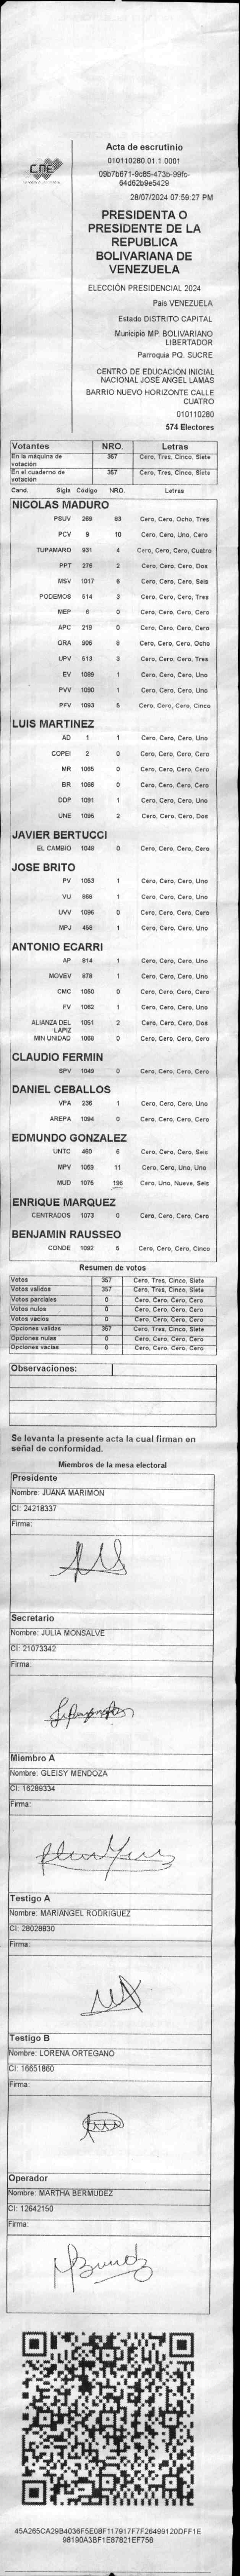 CNE
Acta de escrutinio
010110280.01.1.0001
64d62b9e5429
28/07/2024 07:59:27 PM
PRESIDENTA O
PRESIDENTE DE LA
REPUBLICA
BOLIVARIANA DE
VENEZUELA
ELECCIÓN PRESIDENCIAL 2024
Pais VENEZUELA
Estado DISTRITO CAPITAL
Municipio MP. BOLIVARIANO
LIBERTADOR
Parroquia PQ. SUCRE
CENTRO DE EDUCACIÓN INICIAL
NACIONAL JOSÉ ANGEL LAMAS
BARRIO NUEVO HORIZONTE CALLE
CUATRO
010110280
574 Electores
Votantes NRO. Letras
En la máquina de votación 357 Cero, Tres, Cinco, Siete
En el cuaderno de votación 357 Cero, Tres, Cinco, Siete
Cand. Sigla Código NRO. Letras
NICOLAS MADURO
PSUV 269 83 Cero, Cero, Ocho, Tres
PCV 9 10 Cero, Cero, Uno, Cero
TUPAMARO 931 4 Cero, Cero, Cero, Cuatro
PPT 276 2 Cero, Cero, Cero, Dos
MSV 1017 6 Cero, Cero, Cero, Seis
PODEMOS 514 3 Cero, Cero, Cero, Tres
MEP 6 0 Cero, Cero, Cero, Cero
APC 219 0 Cero, Cero, Cero, Cero
ORA 906 8 Cero, Cero, Cero, Ocho
UPV 513 3 Cero, Cero, Cero, Tres
EV 1089 1 Cero, Cero, Cero, Uno
PVV 1090 1 Cero, Cero, Cero, Uno
PFV 1093 5 Cero, Cero, Cero, Cinco
LUIS MARTINEZ
AD 1 1 Cero, Cero, Cero, Uno
COPEI 2 0 Cero, Cero, Cero, Cero
MR 1065 0 Cero, Cero, Cero, Cero
BR 1066 0 Cero, Cero, Cero, Cero
DDP 1091 1 Cero, Cero, Cero, Uno
UNE 1095 2 Cero, Cero, Cero, Dos
JAVIER BERTUCCI
EL CAMBIO 1048 0 Cero, Cero, Cero, Cero
JOSE BRITO
PV 1053 1 Cero, Cero, Cero, Uno
VU 868 1 Cero, Cero, Cero, Uno
UVV 1096 0 Cero, Cero, Cero, Cero
MPJ 458 1 Cero, Cero, Cero, Uno
ANTONIO ECARRI
AP 814 1 Cero, Cero, Cero, Uno
MOVEV 878 1 Cero, Cero, Cero, Uno
CMC 1050 0 Cero, Cero, Cero, Cero
FV 1062 1 Cero, Cero, Cero, Uno
ALIANZA DEL LAPIZ 1051 2 Cero, Cero, Cero, Dos
MIN UNIDAD 1068 0 Cero, Cero, Cero, Cero
CLAUDIO FERMIN
SPV 1049 0 Cero, Cero, Cero, Cero
DANIEL CEBALLOS
VPA 236 1 Cero, Cero, Cero, Uno
AREPA 1094 0 Cero, Cero, Cero, Cero
EDMUNDO GONZALEZ
UNTC 460 6 Cero, Cero, Cero, Seis
MPV 1069 11 Cero, Cero, Uno, Uno
MUD 1075 196 Cero, Uno, Nueve, Seis
ENRIQUE MARQUEZ
CENTRADOS 1073 0 Cero, Cero, Cero, Cero
BENJAMIN RAUSSEO
CONDE 1092 5 Cero, Cero, Cero, Cinco
Resumen de votos
Votos 357 Cero, Tres, Cinco, Siete
Votos validos 357 Cero, Tres, Cinco, Siete
Votos parciales 0 Cero, Cero, Cero, Cero
Votos nulos 0 Cero, Cero, Cero, Cero
Votos vacios 0 Cero, Cero, Cero, Cero
Opciones validas 357 Cero, Tres, Cinco, Siete
Opciones nulas 0 Cero, Cero, Cero, Cero
Opciones vacias 0 Cero, Cero, Cero, Cero
Observaciones:
Se levanta la presente acta la cual firman en
señal de conformidad.
Miembros de la mesa electoral
Presidente
Nombre: JUANA MARIMON
CI: 24218337
Firma:
Secretario
Nombre: JULIA MONSALVE
CI: 21073342
Firma:
Miembro A
Nombre: GLEISY MENDOZA
CI: 16289334
Firma:
Testigo A
Nombre: MARIANGEL RODRIGUEZ
CI: 28028830
Firma:
Testigo B
Nombre: LORENA ORTEGANO
CI: 16651860
Firma:
Operador
Nombre: MARTHA BERMUDEZ
CI: 12642150
Firma:
45A265CA29B4036F5E08F117917F7F26499120DFF1E
98190A3BF1E87821EF758